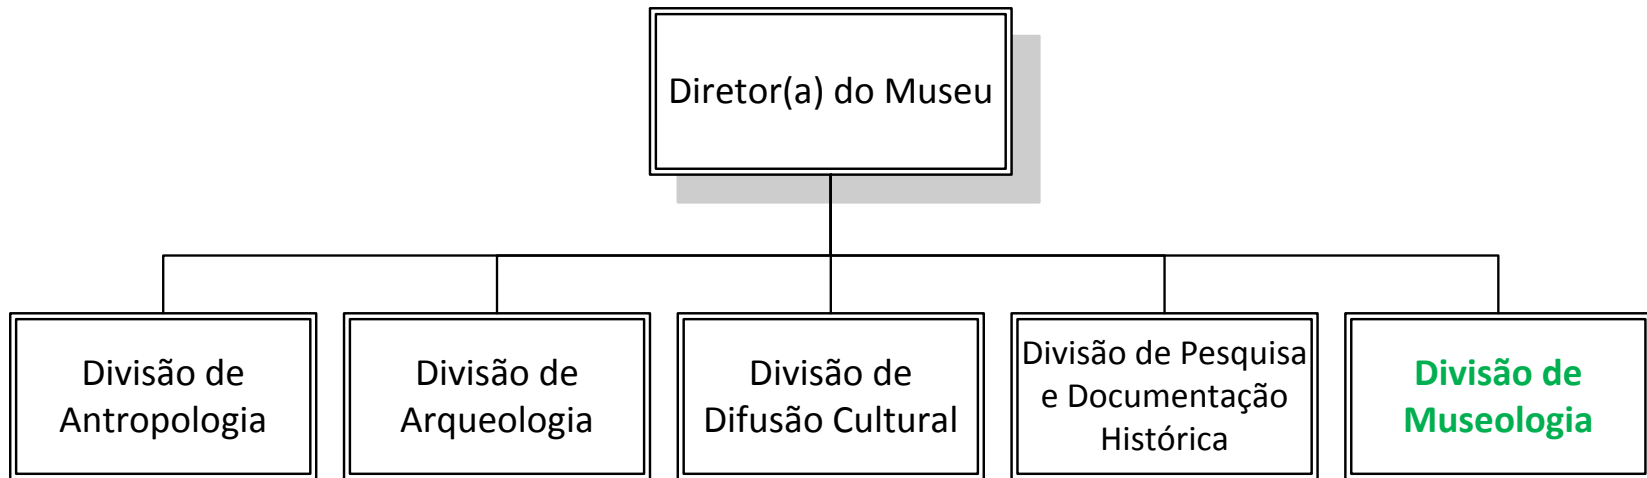 Diretor(a) do Museu
Divisão de
Antropologia
Divisão de
Arqueologia
Divisão de
Difusão Cultural
Divisão de Pesquisa
e Documentação
Histórica
Divisão de
Museologia